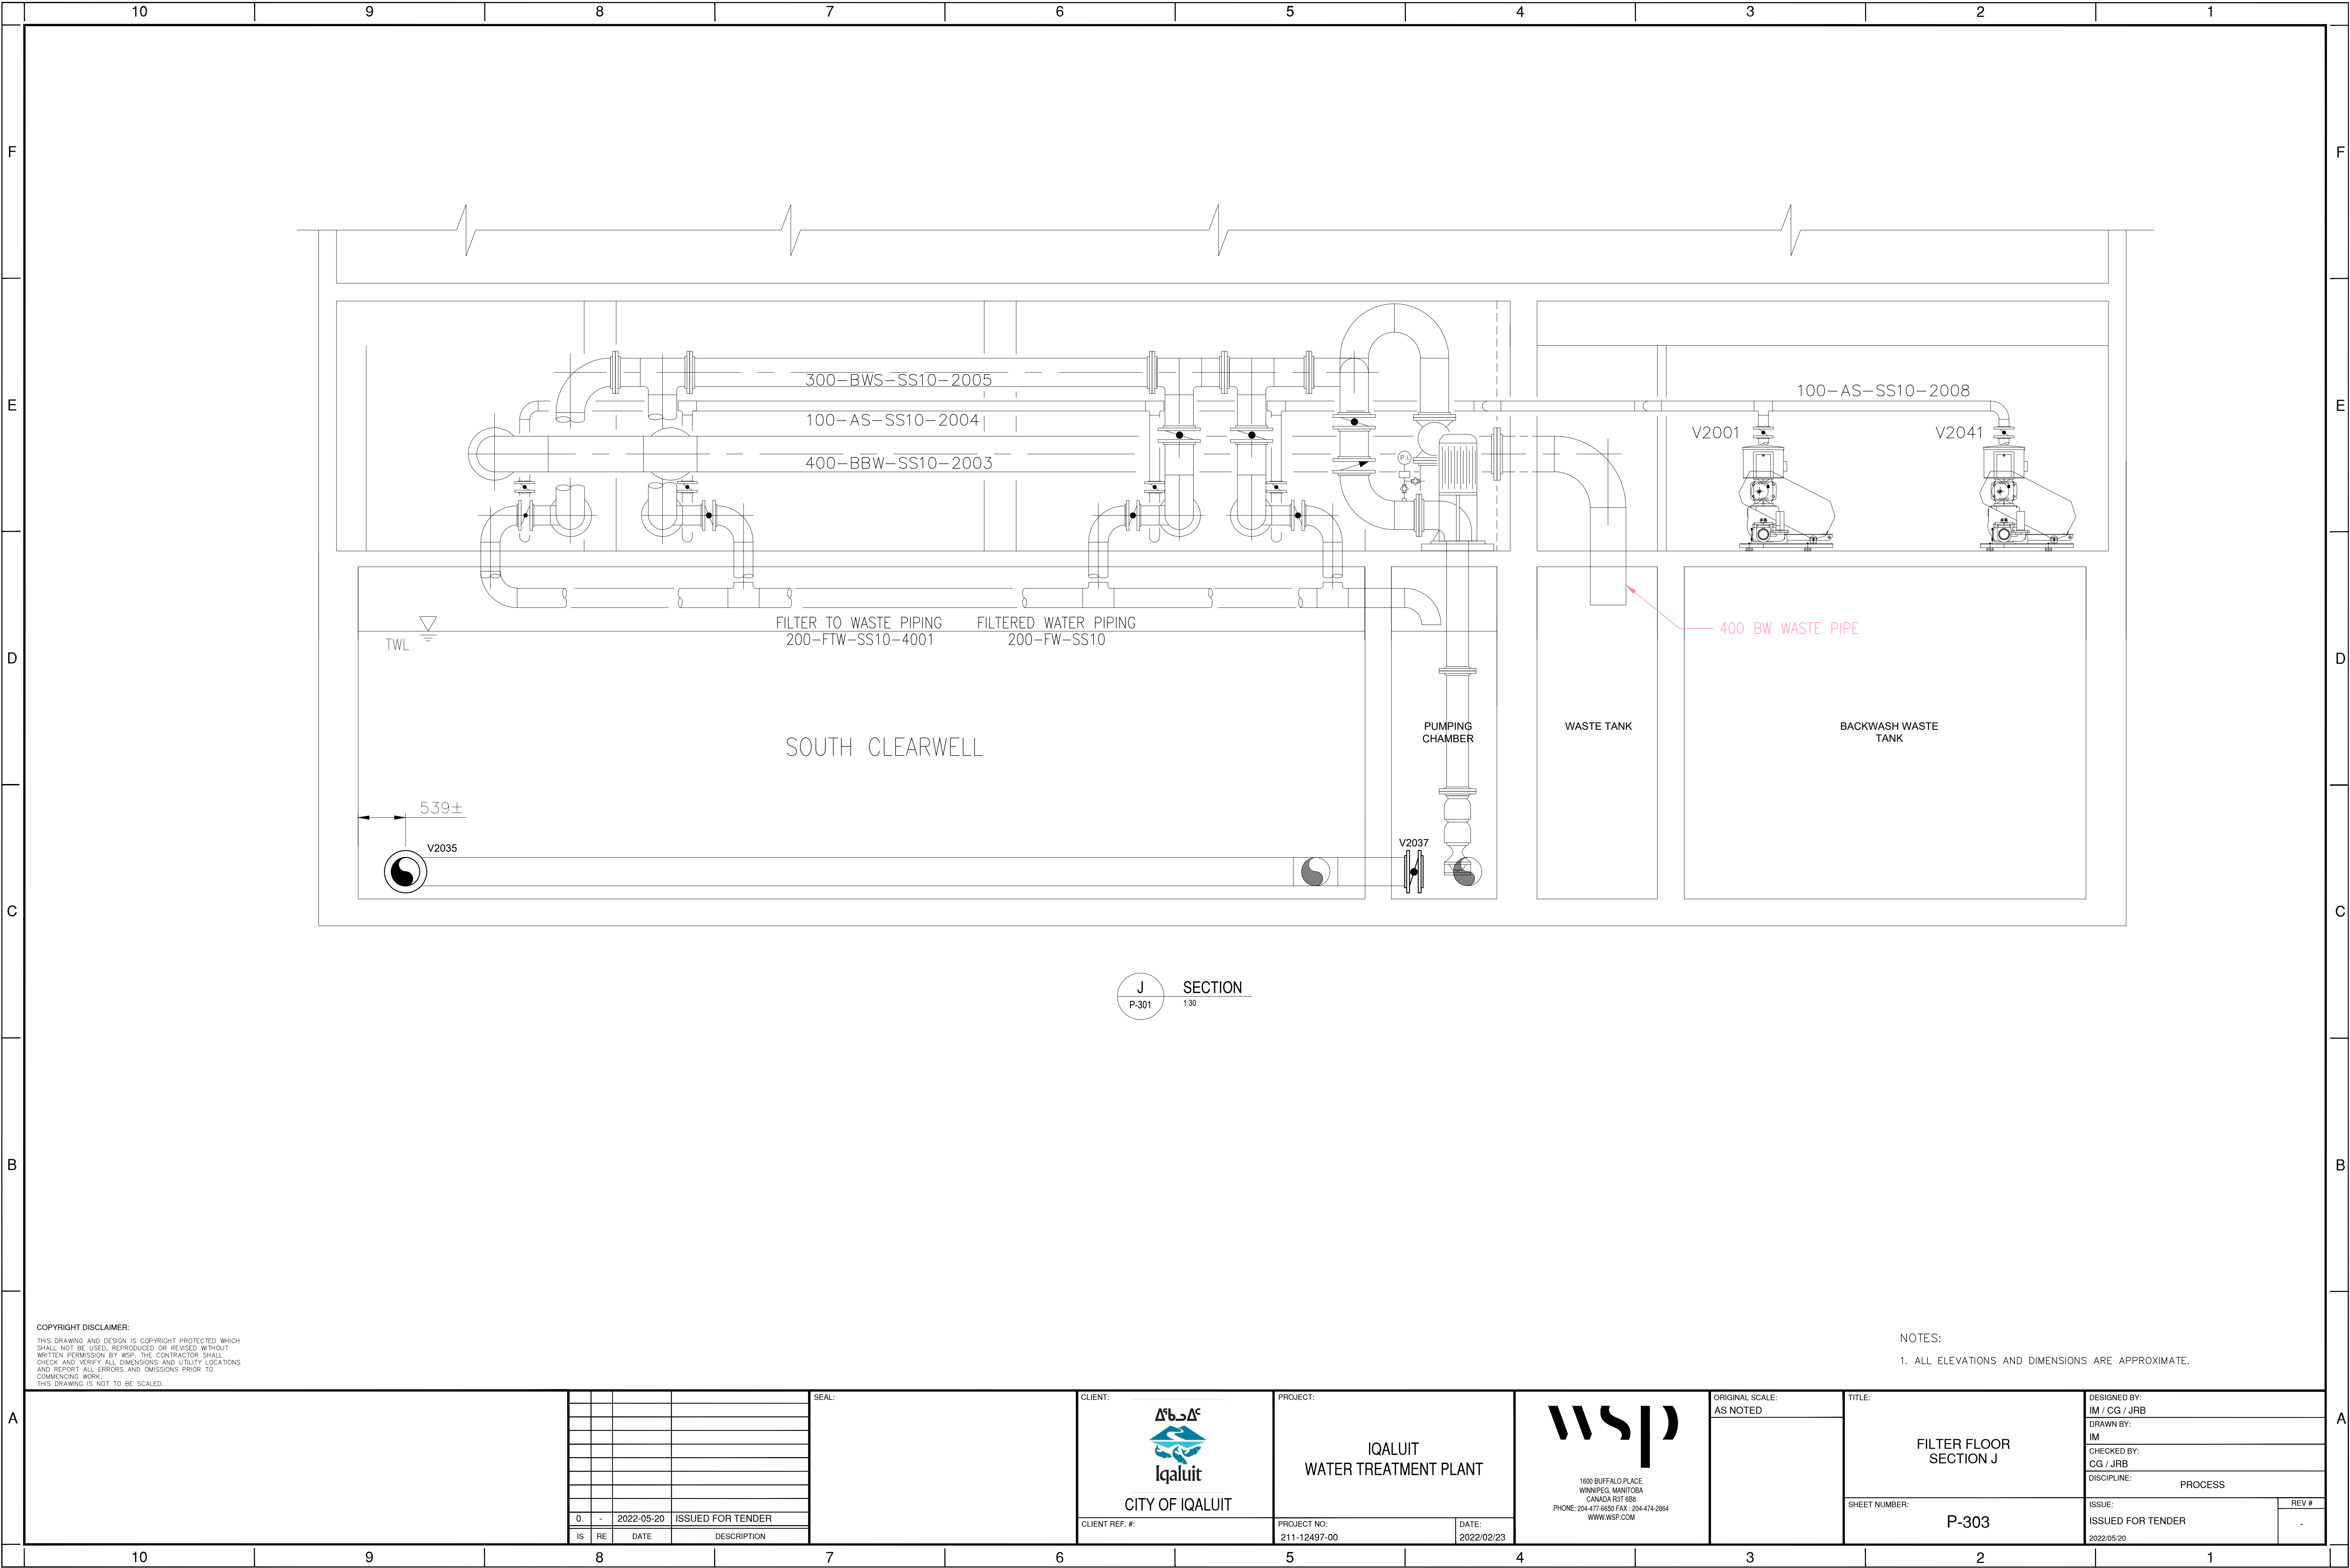 10 9 8 7 6 5 4 3 2 1
F F
E E
D D
C C
B B
A A
300-BWS-SS10-2005
100-AS-SS10-2004
400-BBW-SS10-2003
P.I.
100-AS-SS10-2008
V2001
V2041
FILTER TO WASTE PIPING
200-FTW-SS10-4001
FILTERED WATER PIPING
200-FW-SS10
TWL
400 BW WASTE PIPE
SOUTH CLEARWELL
PUMPING
CHAMBER
WASTE TANK
BACKWASH WASTE
TANK
539±
V2035
V2037
J
P-301
SECTION
1:30
COPYRIGHT DISCLAIMER:
THIS DRAWING AND DESIGN IS COPYRIGHT PROTECTED WHICH
SHALL NOT BE USED, REPRODUCED OR REVISED WITHOUT
WRITTEN PERMISSION BY WSP. THE CONTRACTOR SHALL
CHECK AND VERIFY ALL DIMENSIONS AND UTILITY LOCATIONS
AND REPORT ALL ERRORS AND OMISSIONS PRIOR TO
COMMENCING WORK.
THIS DRAWING IS NOT TO BE SCALED.
NOTES:
1. ALL ELEVATIONS AND DIMENSIONS ARE APPROXIMATE.
0 - 2022-05-20 ISSUED FOR TENDER
IS RE DATE DESCRIPTION
SEAL:
CLIENT:
ᐃᖃᓗᐃᑦ
Iqaluit
CITY OF IQALUIT
CLIENT REF. #:
PROJECT:
IQALUIT
WATER TREATMENT PLANT
PROJECT NO:
211-12497-00
DATE:
2022/02/23
wsp
1600 BUFFALO PLACE
WINNIPEG, MANITOBA
CANADA R3T 6B8
PHONE: 204-477-6650 FAX : 204-474-2864
WWW.WSP.COM
ORIGINAL SCALE:
AS NOTED
TITLE:
FILTER FLOOR
SECTION J
SHEET NUMBER:
P-303
DESIGNED BY:
IM / CG / JRB
DRAWN BY:
IM
CHECKED BY:
CG / JRB
DISCIPLINE:
PROCESS
ISSUE:
ISSUED FOR TENDER
2022/05/20
REV #
-
10 9 8 7 6 5 4 3 2 1